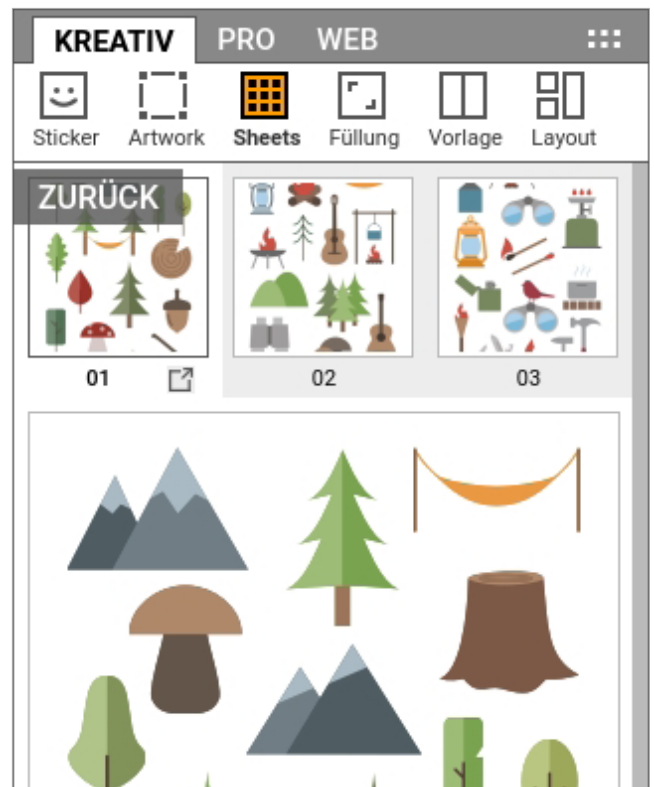 KREATIV PRO WEB
Sticker Artwork Sheets Füllung Vorlage Layout
ZURÜCK
01 02 03